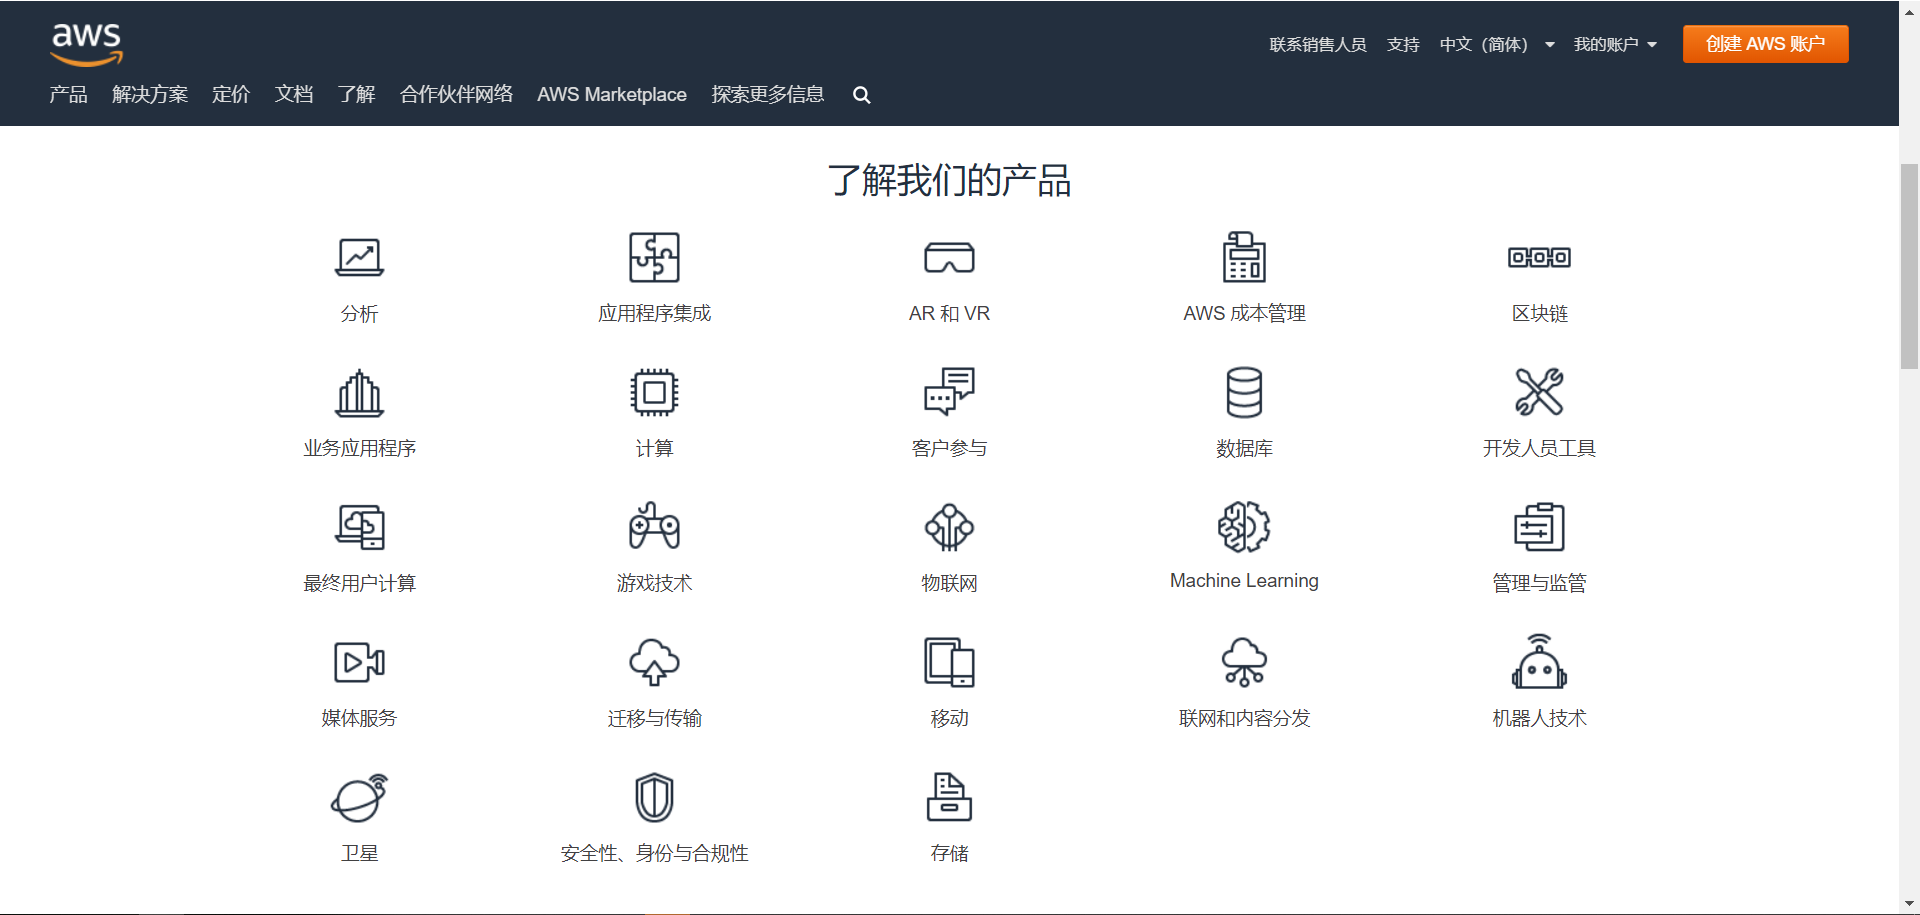 aws
联系销售人员 支持 中文（简体） 我的账户 创建 AWS 账户
产品 解决方案 定价 文档 了解 合作伙伴网络 AWS Marketplace 探索更多信息
了解我们的产品
分析 应用程序集成 AR 和 VR AWS 成本管理 区块链
业务应用程序 计算 客户参与 数据库 开发人员工具
最终用户计算 游戏技术 物联网 Machine Learning 管理与监管
媒体服务 迁移与传输 移动 联网和内容分发 机器人技术
卫星 安全性、身份与合规性 存储